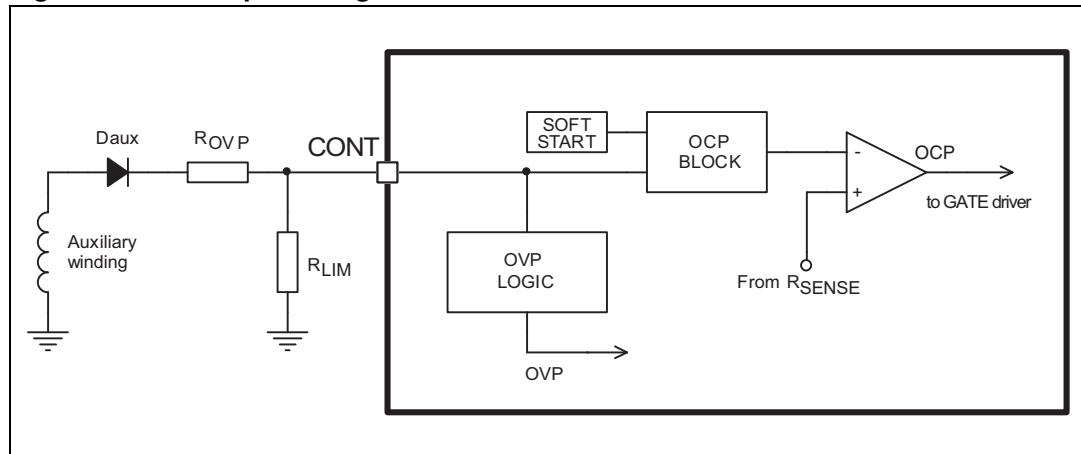 Daux
ROVP
CONT
SOFT
START
OCP
BLOCK
-
+
OCP
to GATE driver
Auxiliary
winding
RLIM
OVP
LOGIC
From RSENSE
OVP